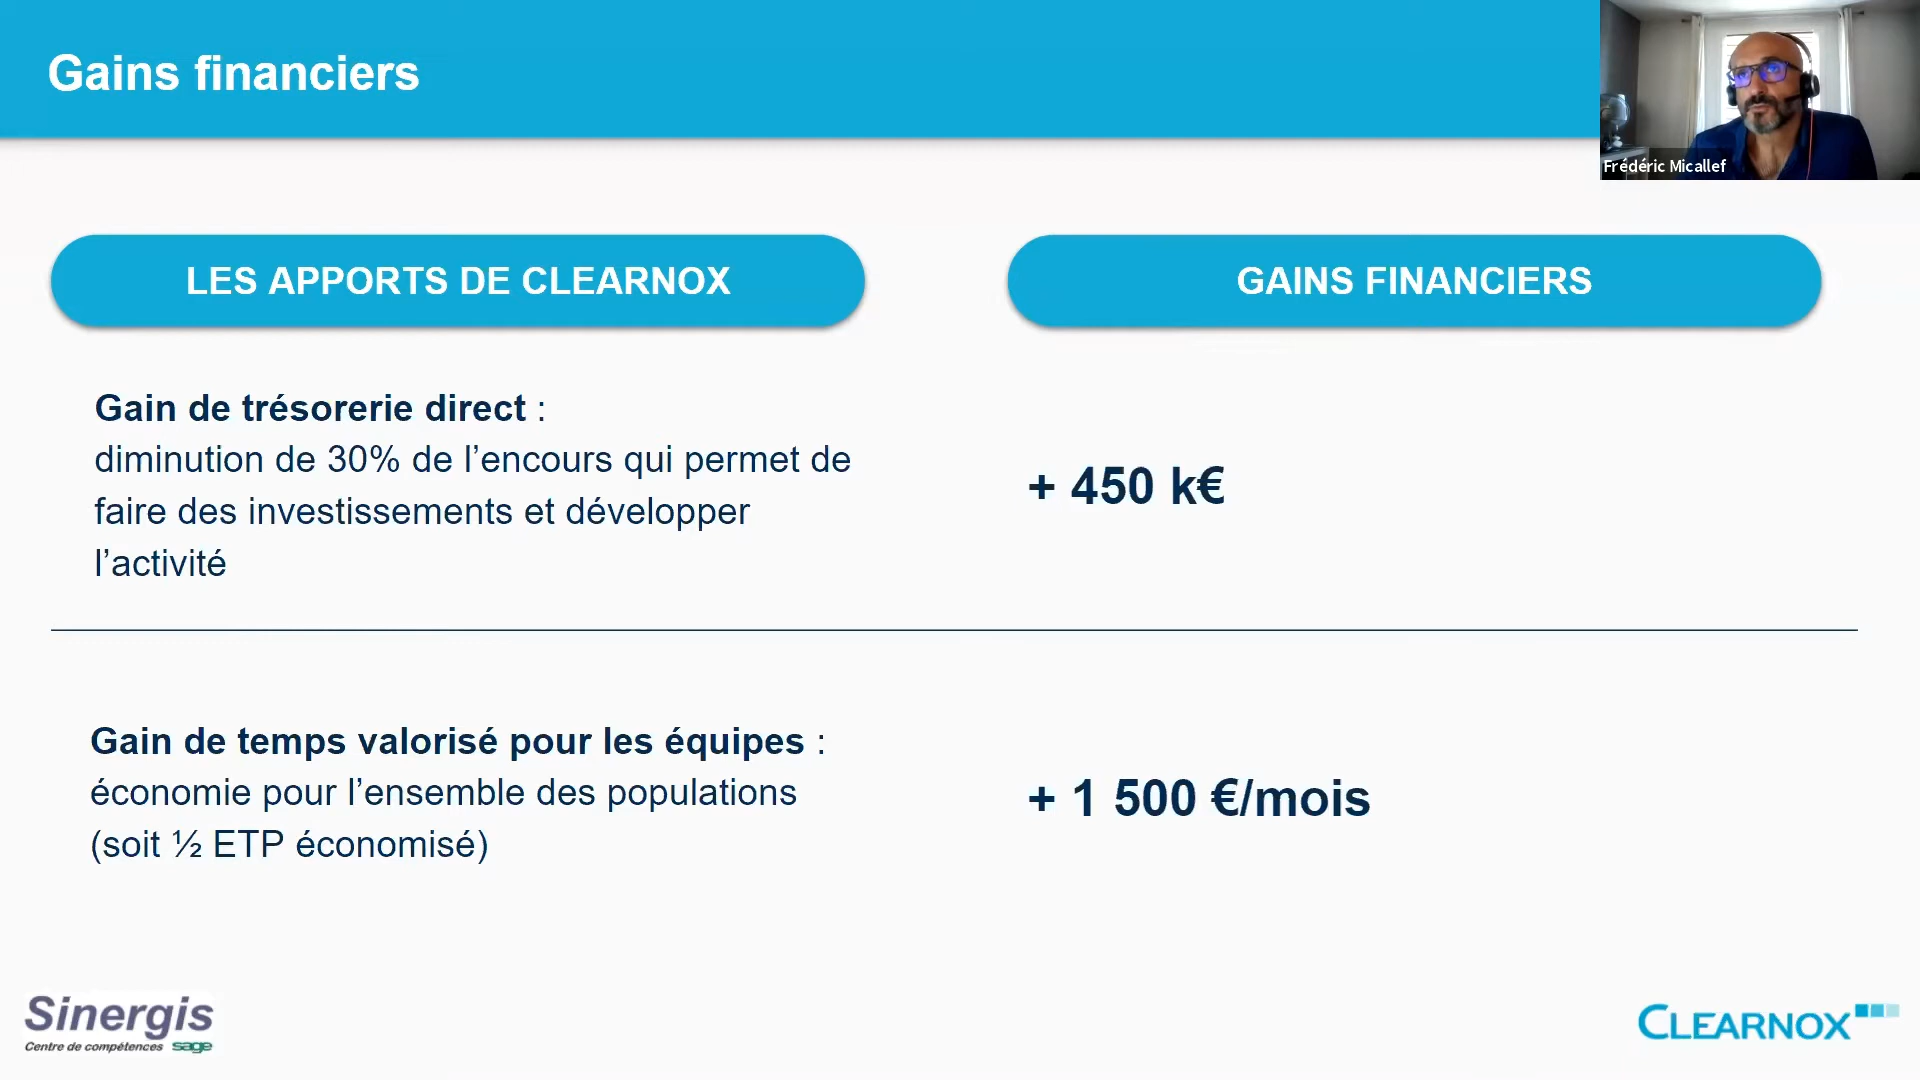 Gains financiers
Frédéric Micallef
LES APPORTS DE CLEARNOX
GAINS FINANCIERS
Gain de trésorerie direct :
diminution de 30% de l’encours qui permet de
faire des investissements et développer
l’activité
+ 450 k€
Gain de temps valorisé pour les équipes :
économie pour l’ensemble des populations
(soit ½ ETP économisé)
+ 1 500 €/mois
Sinergis
Centre de compétences sage
CLEARNOX